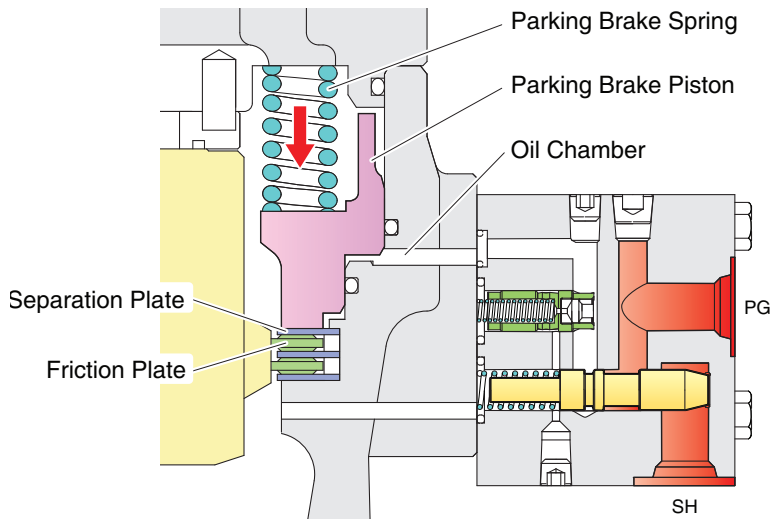 Parking Brake Spring
Parking Brake Piston
Oil Chamber
Separation Plate
PG
Friction Plate
SH